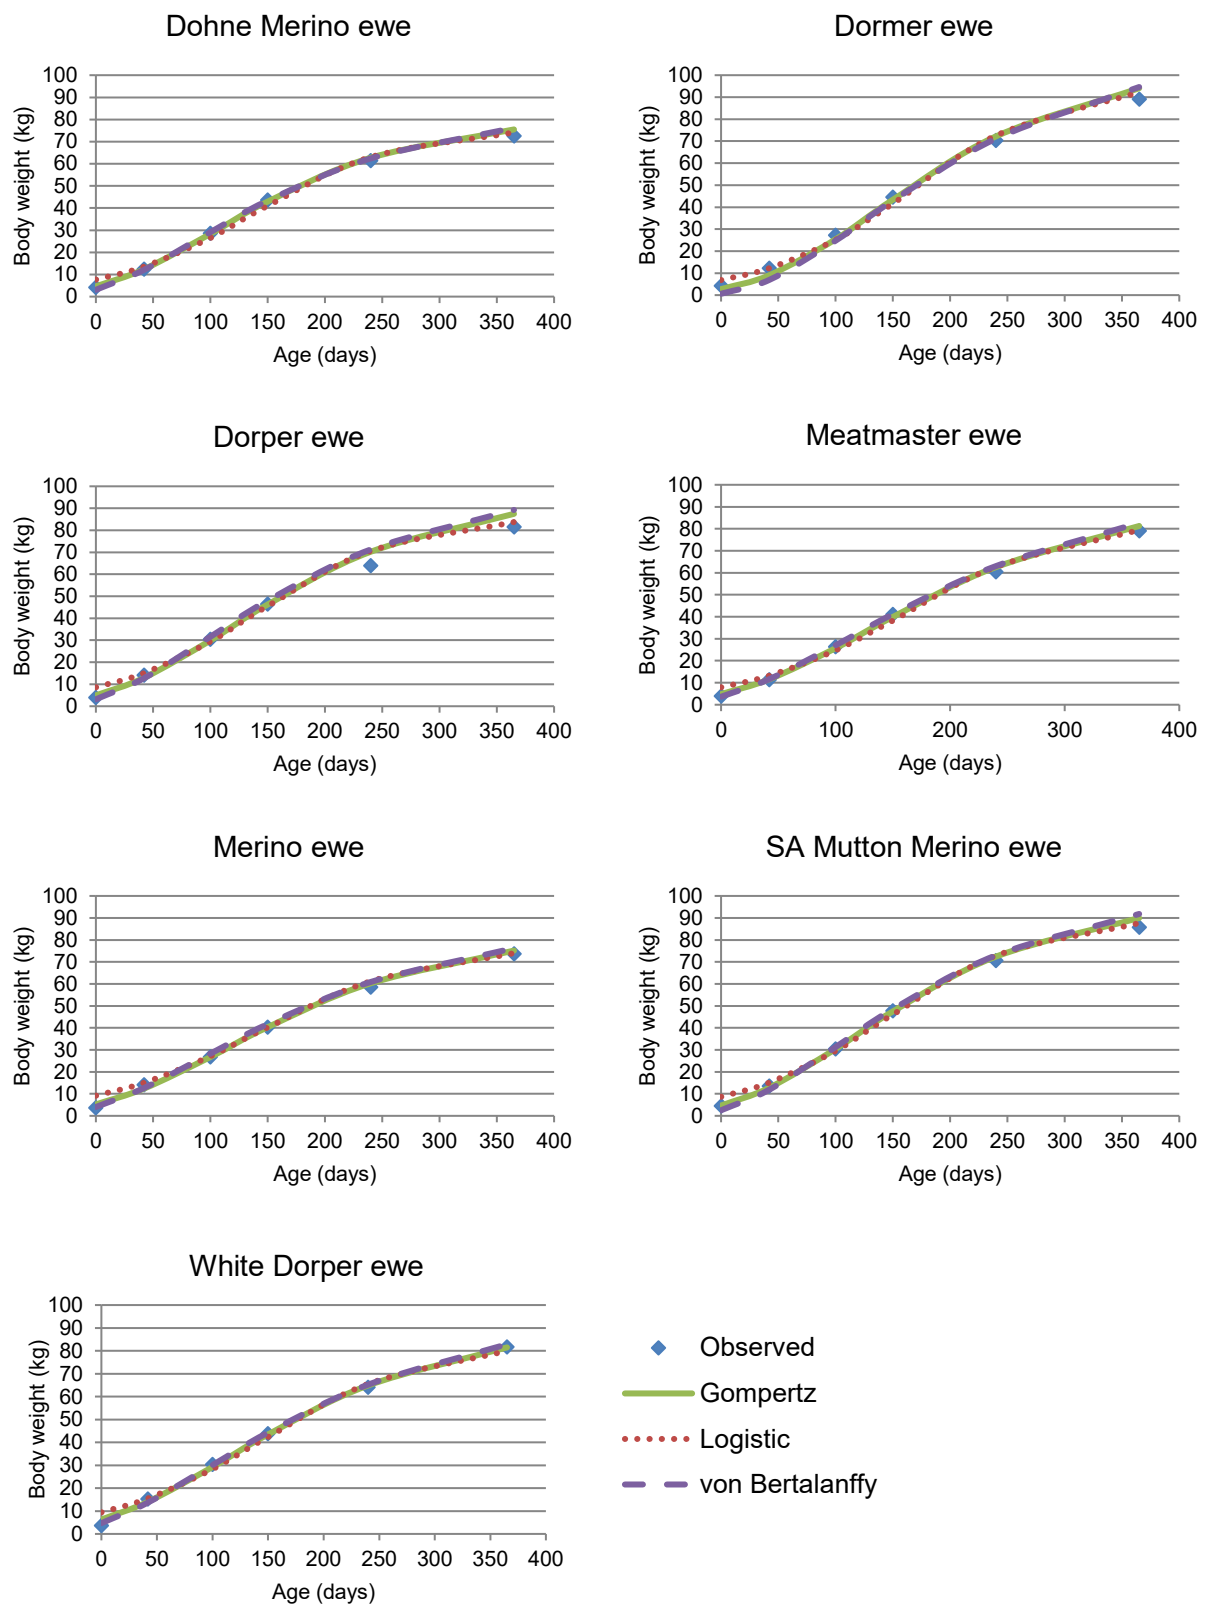 Dohne Merino ewe
Body weight (kg)
100
90
80
70
60
50
40
30
20
10
0
0 50 100 150 200 250 300 350 400
Age (days)
Dormer ewe
Body weight (kg)
100
90
80
70
60
50
40
30
20
10
0
0 100 200 300 400
Age (days)
Dorper ewe
Body weight (kg)
100
90
80
70
60
50
40
30
20
10
0
0 50 100 150 200 250 300 350 400
Age (days)
Meatmaster ewe
Body weight (kg)
100
90
80
70
60
50
40
30
20
10
0
0 100 200 300 400
Age (days)
Merino ewe
Body weight (kg)
100
90
80
70
60
50
40
30
20
10
0
0 50 100 150 200 250 300 350 400
Age (days)
SA Mutton Merino ewe
Body weight (kg)
100
90
80
70
60
50
40
30
20
10
0
0 50 100 150 200 250 300 350 400
Age (days)
White Dorper ewe
Body weight (kg)
100
90
80
70
60
50
40
30
20
10
0
0 50 100 150 200 250 300 350 400
Age (days)
Observed
Gompertz
Logistic
von Bertalanffy